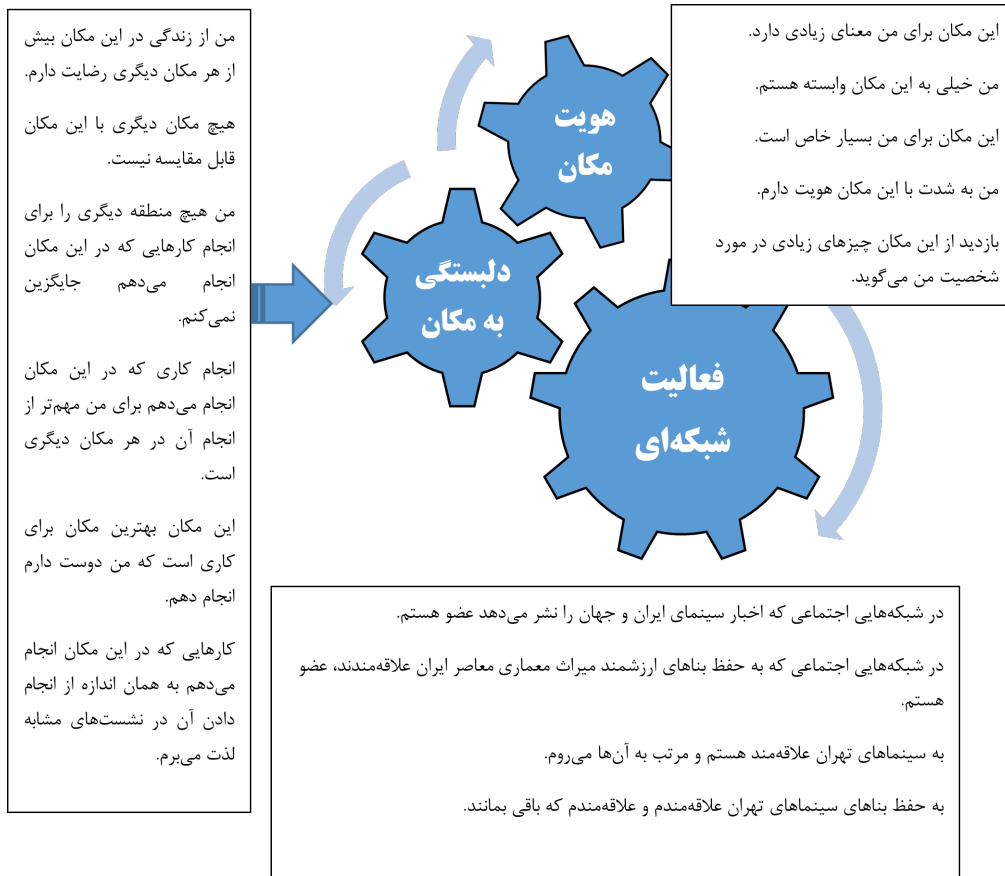 این مکان برای من معنای زیادی دارد.
من خیلی به این مکان وابسته هستم.
این مکان برای من بسیار خاص است.
من به شدت با این مکان هویت دارم.
بازدید از این مکان چیزهای زیادی در مورد
شخصیت من می‌گوید.
هویت
مکان
دلبستگی
به مکان
فعالیت
شبکه‌ای
من از زندگی در این مکان بیش
از هر مکان دیگری رضایت دارم.
هیچ مکان دیگری با این مکان
قابل مقایسه نیست.
من هیچ منطقه دیگری را برای
انجام کارهایی که در این مکان
انجام می‌دهم جایگزین
نمی‌کنم.
انجام کاری که در این مکان
انجام می‌دهم برای من مهم‌تر از
انجام آن در هر مکان دیگری
است.
این مکان بهترین مکان برای
کاری است که من دوست دارم
انجام دهم.
کارهایی که در این مکان انجام
می‌دهم به همان اندازه از انجام
دادن آن در نشست‌های مشابه
لذت می‌برم.
در شبکه‌هایی اجتماعی که اخبار سینمای ایران و جهان را نشر می‌دهد عضو هستم.
در شبکه‌هایی اجتماعی که به حفظ بناهای ارزشمند میراث معماری معاصر ایران علاقه‌مندند، عضو
هستم.
به سینماهای تهران علاقه‌مند هستم و مرتب به آن‌ها می‌روم.
به حفظ بناهای سینماهای تهران علاقه‌مندم و علاقه‌مندم که باقی بمانند.